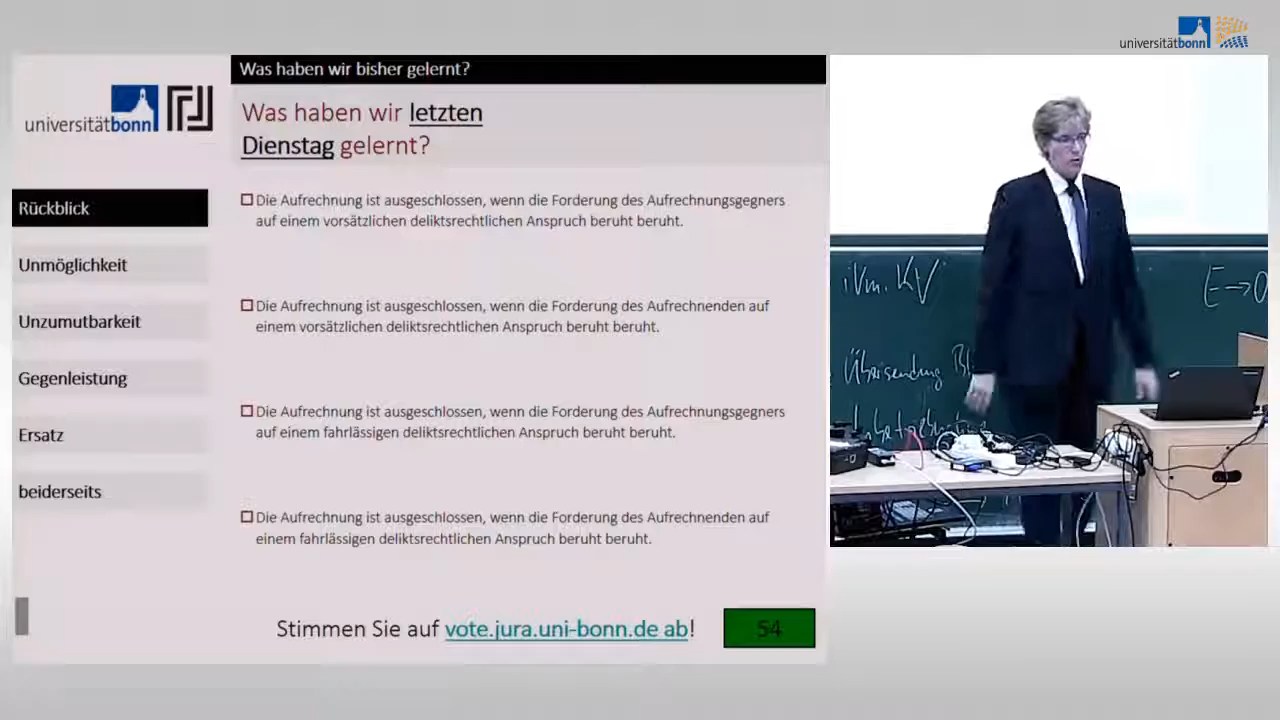 universitätbonn
Was haben wir bisher gelernt?
universitätbonn
Was haben wir letzten
Dienstag gelernt?
Rückblick
Unmöglichkeit
Unzumutbarkeit
Gegenleistung
Ersatz
beiderseits
Die Aufrechnung ist ausgeschlossen, wenn die Forderung des Aufrechnungsgegners
auf einem vorsätzlichen deliktsrechtlichen Anspruch beruht beruht.
Die Aufrechnung ist ausgeschlossen, wenn die Forderung des Aufrechnenden auf
einem vorsätzlichen deliktsrechtlichen Anspruch beruht beruht.
Die Aufrechnung ist ausgeschlossen, wenn die Forderung des Aufrechnungsgegners
auf einem fahrlässigen deliktsrechtlichen Anspruch beruht beruht.
Die Aufrechnung ist ausgeschlossen, wenn die Forderung des Aufrechnenden auf
einem fahrlässigen deliktsrechtlichen Anspruch beruht beruht.
Stimmen Sie auf vote.jura.uni-bonn.de ab!
54
iVm. KV
E→
Übersendung